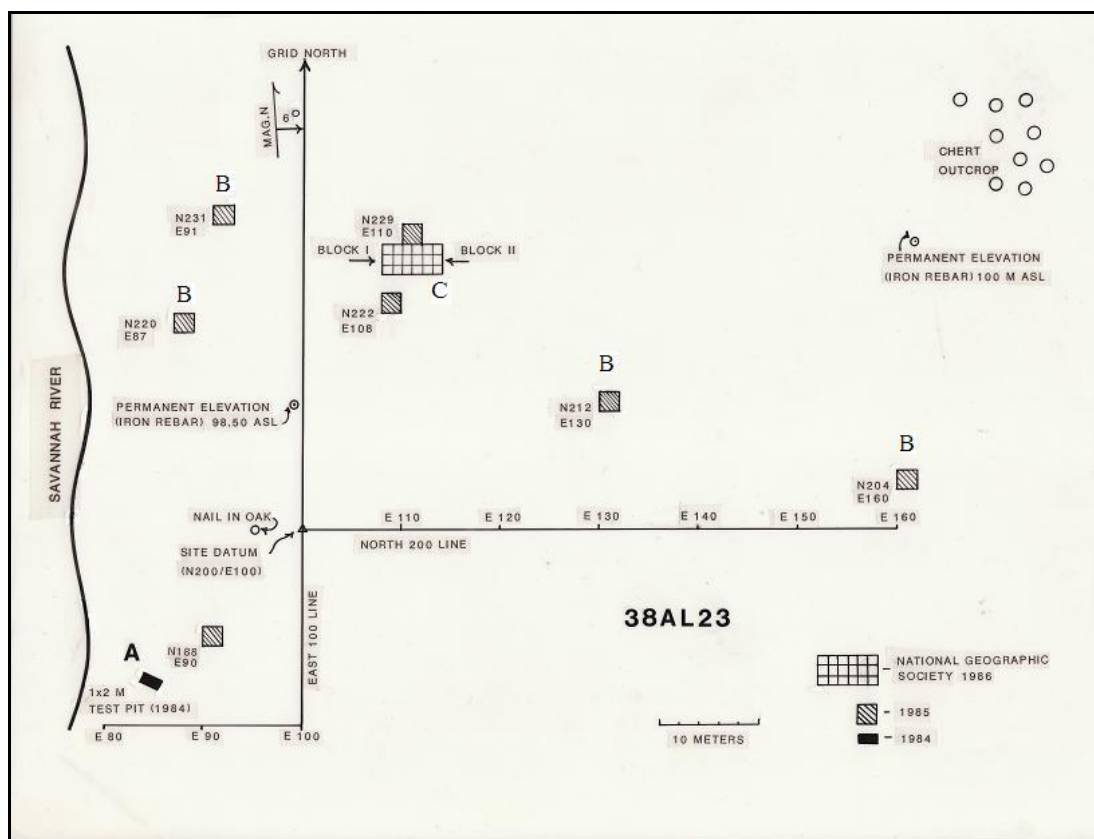 GRID NORTH
MAG.N
6°
CHERT
OUTCROP
B
N231
E91
N229
E110
BLOCK I
BLOCK II
PERMANENT ELEVATION
(IRON REBAR) 100 M ASL
C
B
N220
E87
N222
E108
SAVANNAH RIVER
PERMANENT ELEVATION
(IRON REBAR) 98.50 ASL
B
N212
E130
B
N204
E160
NAIL IN OAK
E 110
E 120
E 130
E 140
E 150
E 160
SITE DATUM
(N200/E100)
NORTH 200 LINE
EAST 100 LINE
38AL23
N188
E90
A
1x2 M
TEST PIT (1984)
E 80
E 90
E 100
10 METERS
- NATIONAL GEOGRAPHIC
SOCIETY 1986
- 1985
- 1984